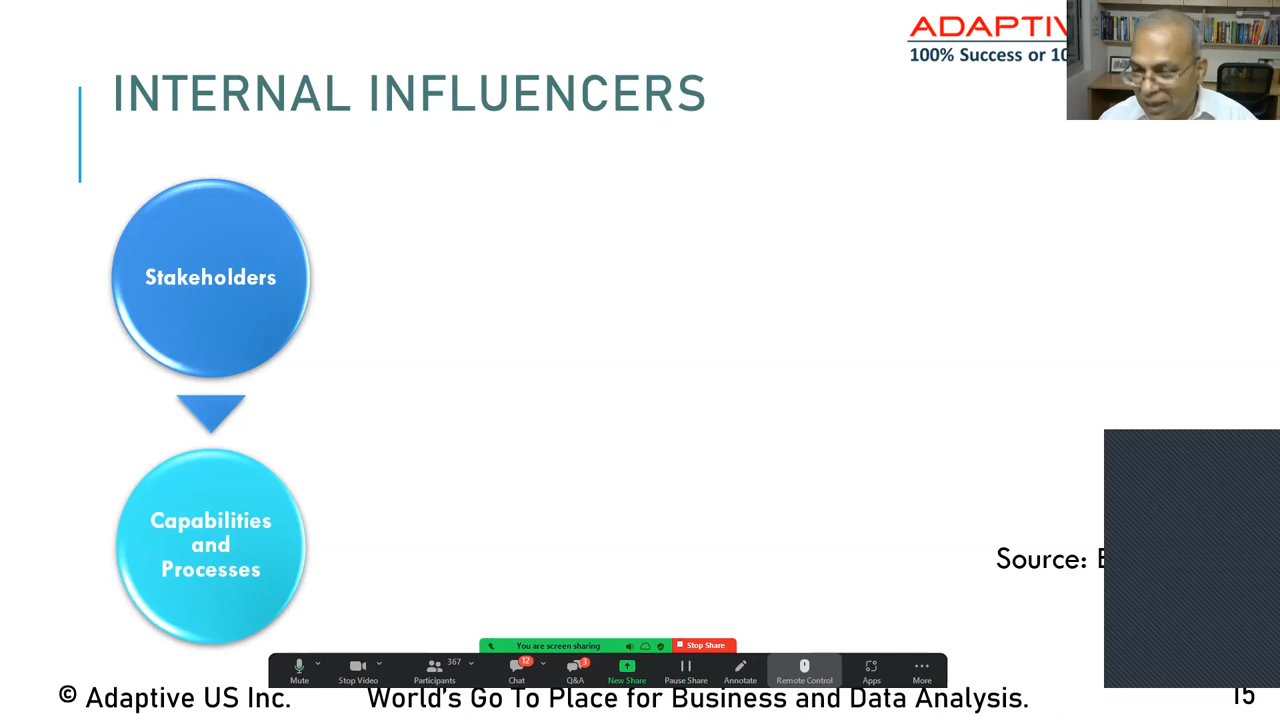 ADAPTIV
100% Success or 10
INTERNAL INFLUENCERS
Stakeholders
Capabilities
and
Processes
Source:
You are screen sharing
Stop Share
367
12
3
Mute
Stop Video
Participants
Chat
Q&A
New Share
Pause Share
Annotate
Remote Control
Apps
More
© Adaptive US Inc.
World's Go To Place for Business and Data Analysis.
15